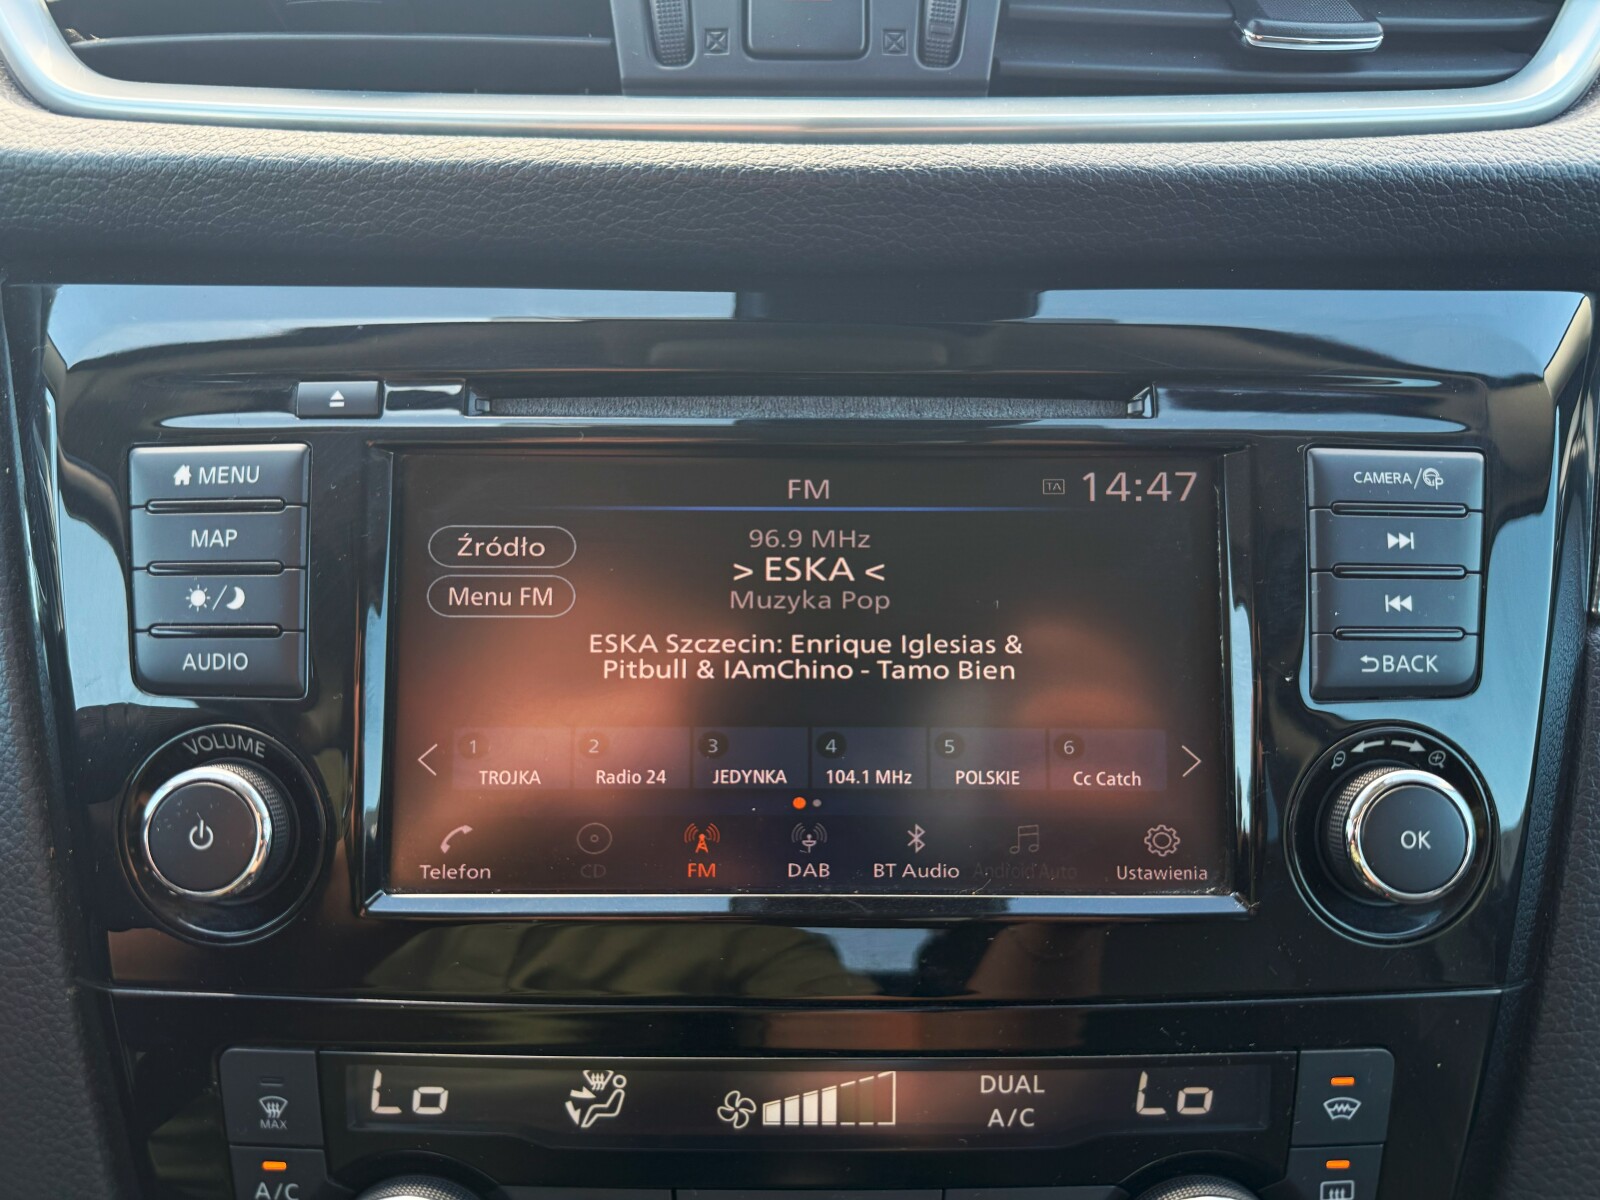 MENU
MAP
AUDIO
VOLUME
FM
TA
14:47
Źródło
Menu FM
96.9 MHz
> ESKA <
Muzyka Pop
ESKA Szczecin: Enrique Iglesias &
Pitbull & IAmChino - Tamo Bien
1 2 3 4 5 6
TROJKA Radio 24 JEDYNKA 104.1 MHz POLSKIE Cc Catch
Telefon CD FM DAB BT Audio Android Auto Ustawienia
CAMERA/
BACK
OK
MAX
A/C
Lo
DUAL
A/C
Lo